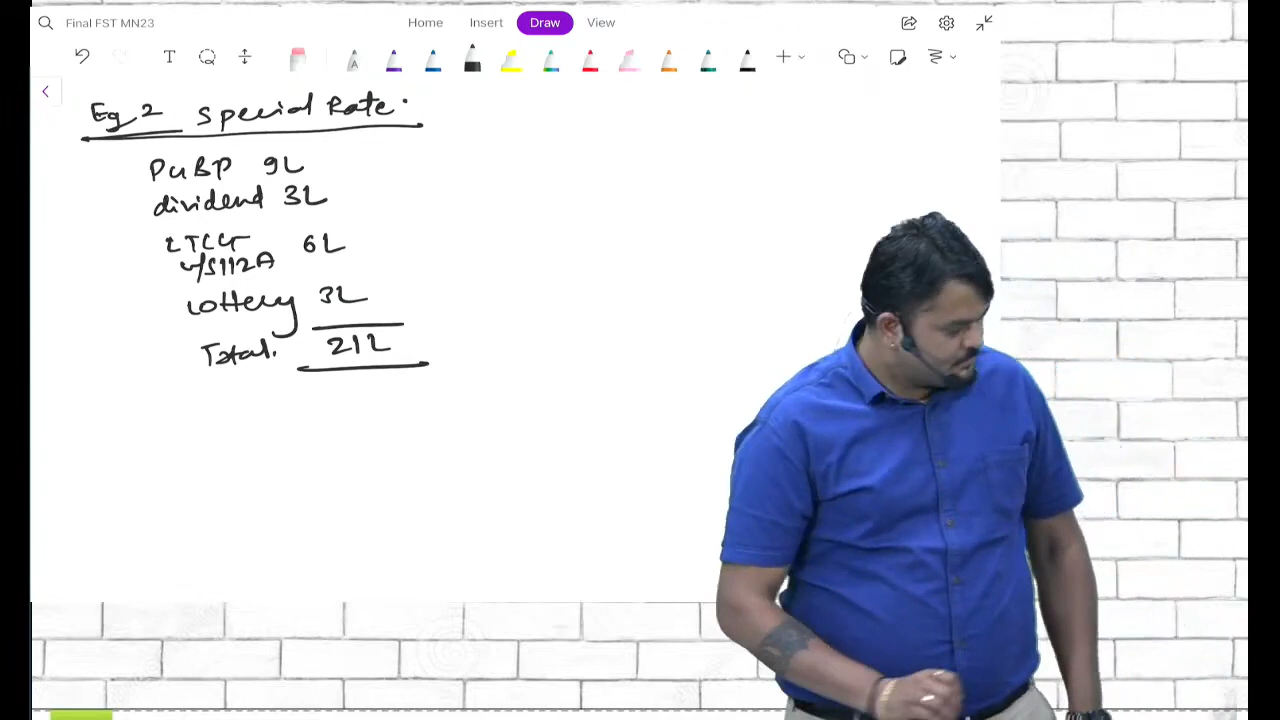 Final FST MN23
Home Insert Draw View
T
A
Eg 2 Special Rate.
PGBP 9L
dividend 3L
LTCG 6L
u/s112A
Lottery 3L
Total. 21L